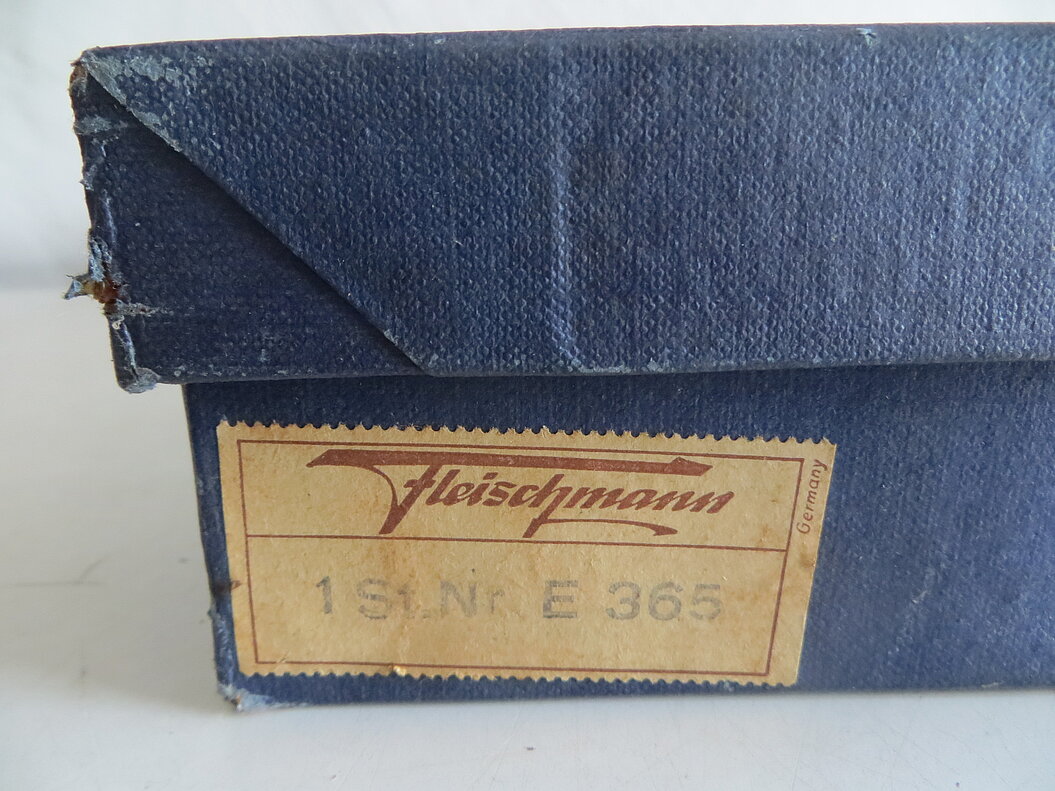 Fleischmann
Germany
1 St. Nr E 365